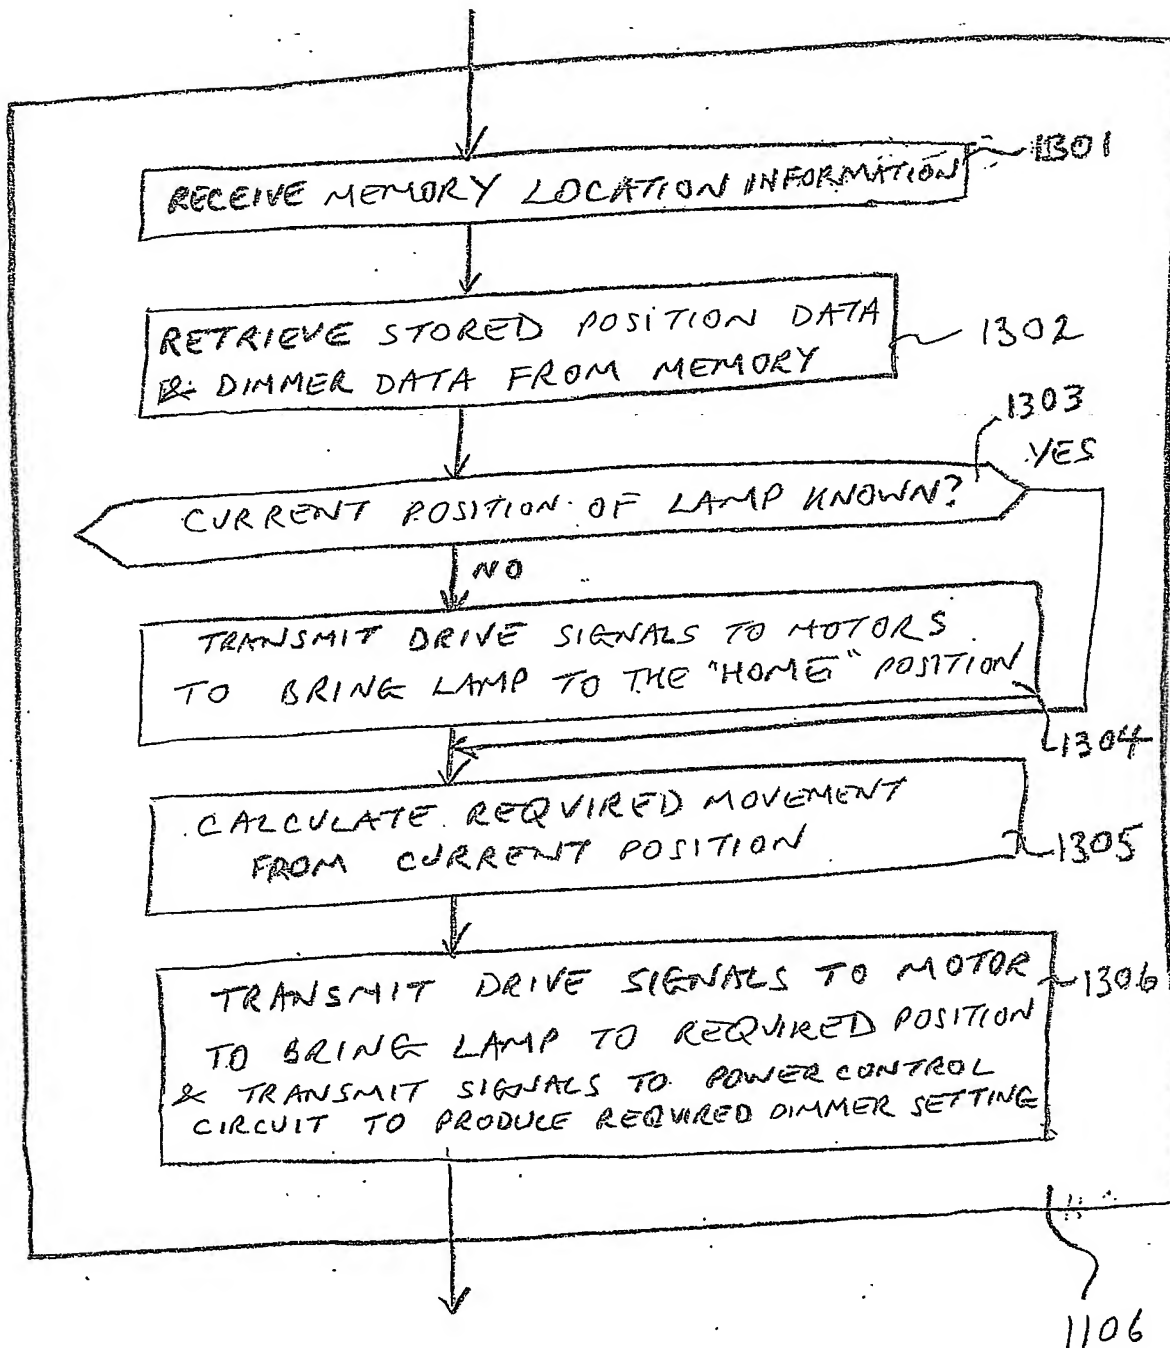 1301
RECEIVE MEMORY LOCATION INFORMATION
RETRIEVE STORED POSITION DATA
& DIMMER DATA FROM MEMORY
1302
1303
YES
CURRENT POSITION OF LAMP KNOWN?
NO
TRANSMIT DRIVE SIGNALS TO MOTORS
TO BRING LAMP TO THE "HOME" POSITION
1304
CALCULATE REQUIRED MOVEMENT
FROM CURRENT POSITION
1305
TRANSMIT DRIVE SIGNALS TO MOTOR
TO BRING LAMP TO REQUIRED POSITION
& TRANSMIT SIGNALS TO POWER CONTROL
CIRCUIT TO PRODUCE REQUIRED DIMMER SETTING
1306
1106